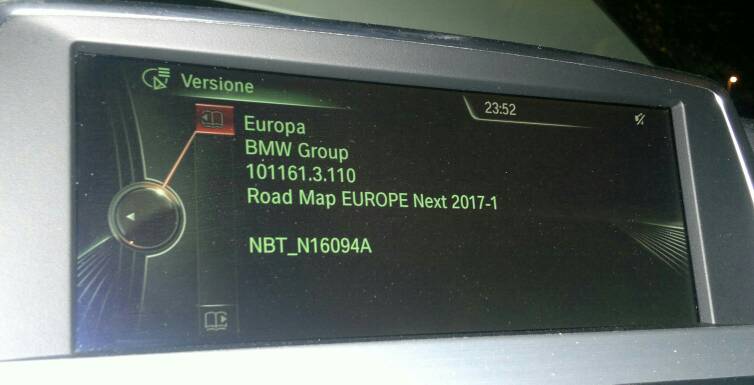 Versione
23:52
Europa
BMW Group
101161.3.110
Road Map EUROPE Next 2017-1
NBT_N16094A